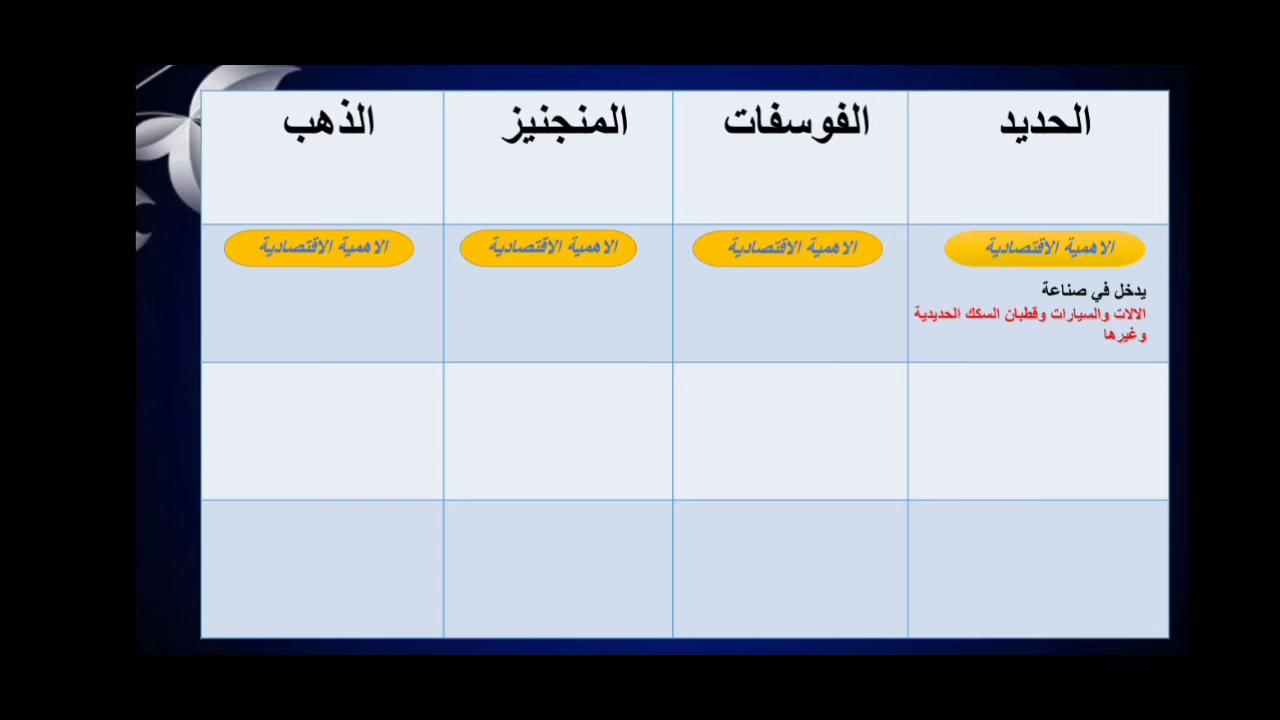 الحديد
الفوسفات
المنجنيز
الذهب
الاهمية الاقتصادية
الاهمية الاقتصادية
الاهمية الاقتصادية
الاهمية الاقتصادية
يدخل في صناعة
الالات والسيارات وقطبان السكك الحديدية
وغيرها